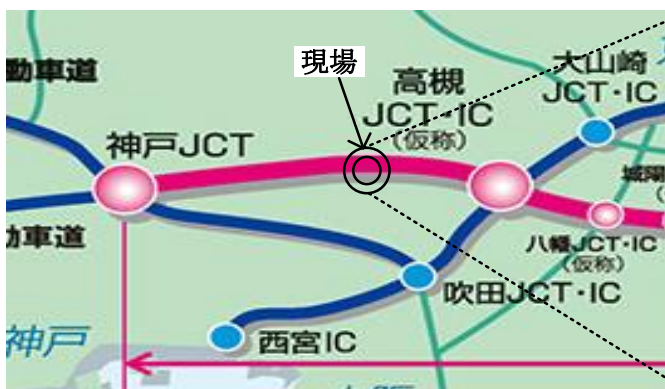 現場
動車道
高槻
JCT・IC
(仮称)
大山崎
JCT・IC
神戸JCT
動車道
八幡JCT・IC
(仮称)
吹田JCT・IC
西宮IC
神戸